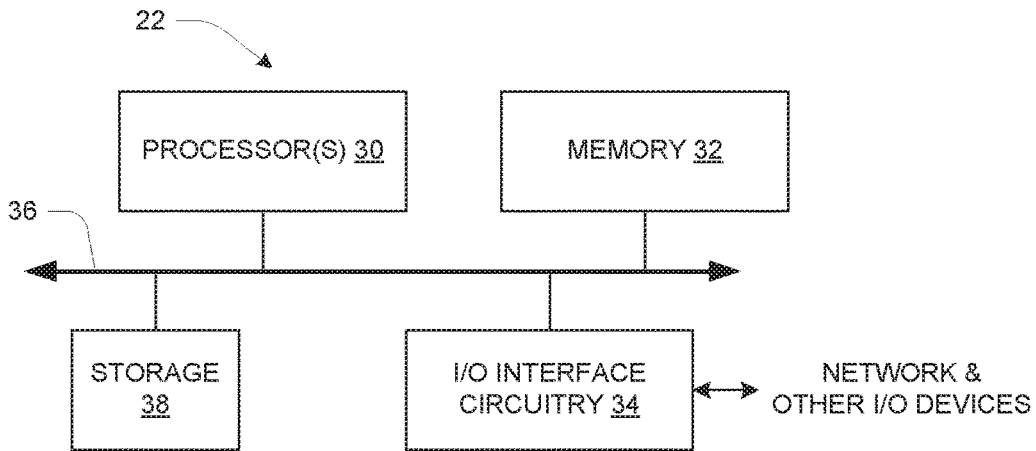 22
PROCESSOR(S) 30
MEMORY 32
36
STORAGE
38
I/O INTERFACE
CIRCUITRY 34
NETWORK &
OTHER I/O DEVICES